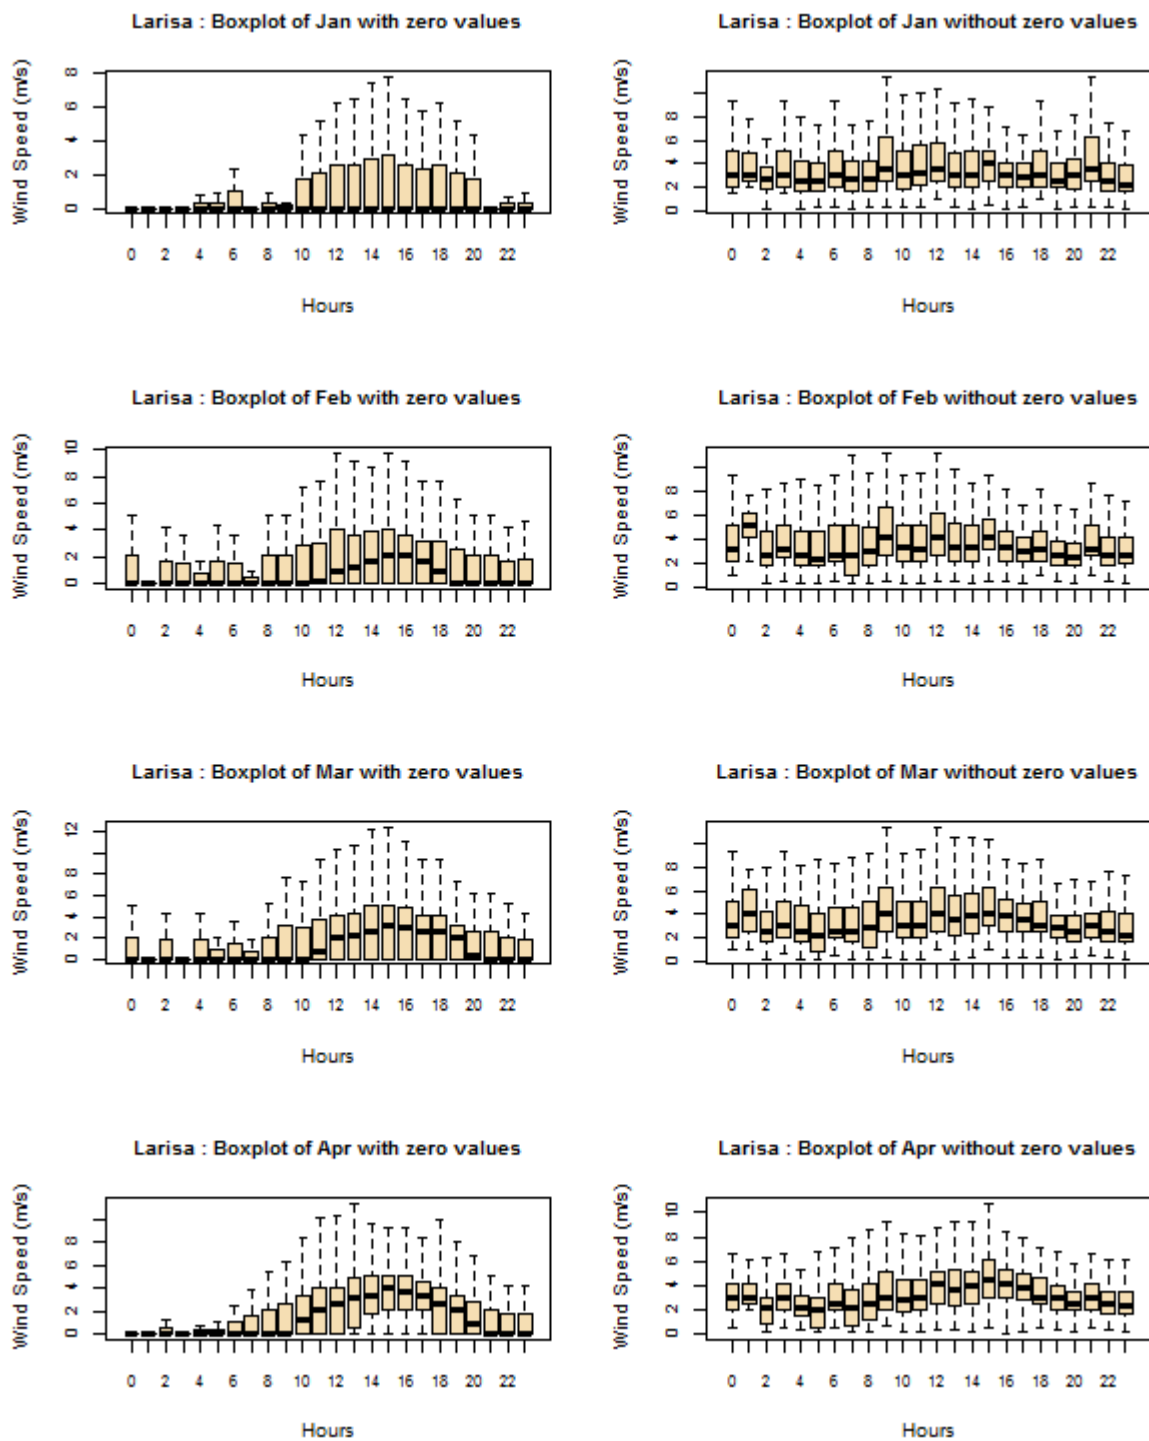 Larisa : Boxplot of Jan with zero values
Wind Speed (m/s)
0 2 4 6 8
0 2 4 6 8 10 12 14 16 18 20 22
Hours
Larisa : Boxplot of Jan without zero values
Wind Speed (m/s)
0 2 4 6 8
0 2 4 6 8 10 12 14 16 18 20 22
Hours
Larisa : Boxplot of Feb with zero values
Wind Speed (m/s)
0 2 4 6 8 10
0 2 4 6 8 10 12 14 16 18 20 22
Hours
Larisa : Boxplot of Feb without zero values
Wind Speed (m/s)
0 2 4 6 8
0 2 4 6 8 10 12 14 16 18 20 22
Hours
Larisa : Boxplot of Mar with zero values
Wind Speed (m/s)
0 2 4 6 8 12
0 2 4 6 8 10 12 14 16 18 20 22
Hours
Larisa : Boxplot of Mar without zero values
Wind Speed (m/s)
0 2 4 6 8
0 2 4 6 8 10 12 14 16 18 20 22
Hours
Larisa : Boxplot of Apr with zero values
Wind Speed (m/s)
0 2 4 6 8
0 2 4 6 8 10 12 14 16 18 20 22
Hours
Larisa : Boxplot of Apr without zero values
Wind Speed (m/s)
0 2 4 6 8 10
0 2 4 6 8 10 12 14 16 18 20 22
Hours